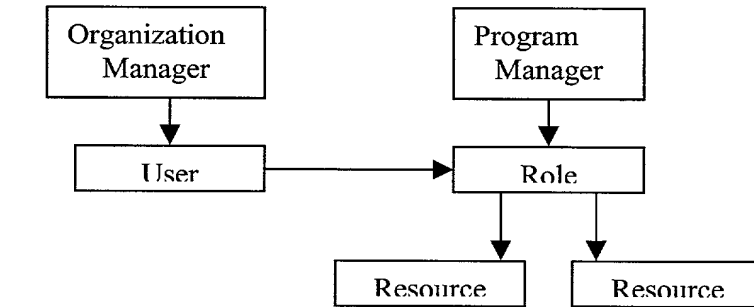 Organization
Manager
Program
Manager
User
Role
Resource
Resource